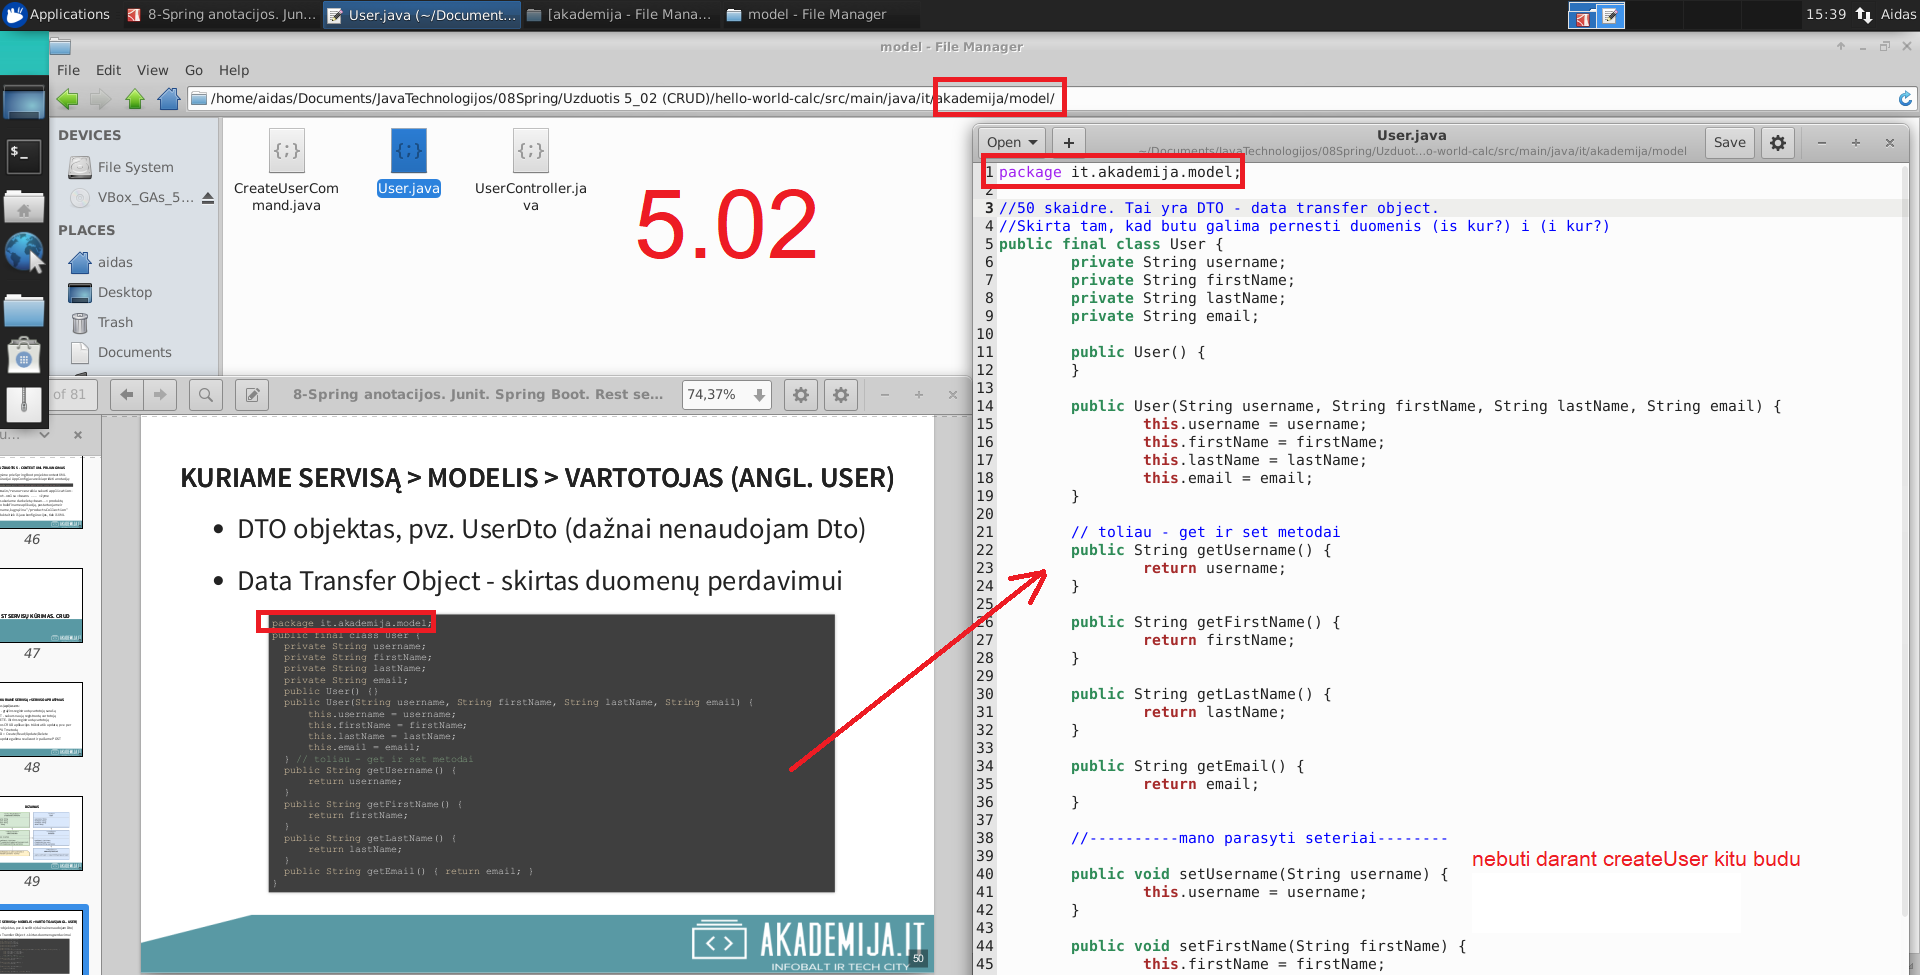 Applications
8-Spring anotacijos. Jun...
User.java (~/Document...
[akademija - File Mana...
model - File Manager
15:39
Aidas
model - File Manager
File Edit View Go Help
/home/aidas/Documents/JavaTechnologijos/08Spring/Uzduotis 5_02 (CRUD)/hello-world-calc/src/main/java/it/akademija/model/
DEVICES
File System
VBox_GAs_5...
PLACES
aidas
Desktop
Trash
Documents
CreateUserCom
mand.java
User.java
UserController.ja
va
5.02
of 81
8-Spring anotacijos. Junit. Spring Boot. Rest se...
74,37%
46
ST SERVISŲ KŪRIMAS. CRUD
47
48
49
KURIAME SERVISĄ > MODELIS > VARTOTOJAS (ANGL. USER)
• DTO objektas, pvz. UserDto (dažnai nenaudojam Dto)
• Data Transfer Object - skirtas duomenų perdavimui
package it.akademija.model;
public final class User {
private String username;
private String firstName;
private String lastName;
private String email;
public User() {}
public User(String username, String firstName, String lastName, String email) {
this.username = username;
this.firstName = firstName;
this.lastName = lastName;
this.email = email;
} // toliau - get ir set metodai
public String getUsername() {
return username;
}
public String getFirstName() {
return firstName;
}
public String getLastName() {
return lastName;
}
public String getEmail() { return email; }
}
AKADEMIJA.IT
INFOBALT IR TECH CITY
50
Open
User.java
~/Documents/JavaTechnologijos/08Spring/Uzduot...o-world-calc/src/main/java/it/akademija/model
Save
1 package it.akademija.model;
2
3 //50 skaidre. Tai yra DTO - data transfer object.
4 //Skirta tam, kad butu galima pernesti duomenis (is kur?) i (i kur?)
5 public final class User {
6 private String username;
7 private String firstName;
8 private String lastName;
9 private String email;
10
11 public User() {
12 }
13
14 public User(String username, String firstName, String lastName, String email) {
15 this.username = username;
16 this.firstName = firstName;
17 this.lastName = lastName;
18 this.email = email;
19 }
20
21 // toliau - get ir set metodai
22 public String getUsername() {
23 return username;
24 }
25
26 public String getFirstName() {
27 return firstName;
28 }
29
30 public String getLastName() {
31 return lastName;
32 }
33
34 public String getEmail() {
35 return email;
36 }
37
38 //----------mano parasyti seteriai--------
39
nebuti darant createUser kitu budu
40 public void setUsername(String username) {
41 this.username = username;
42 }
43
44 public void setFirstName(String firstName) {
45 this.firstName = firstName;